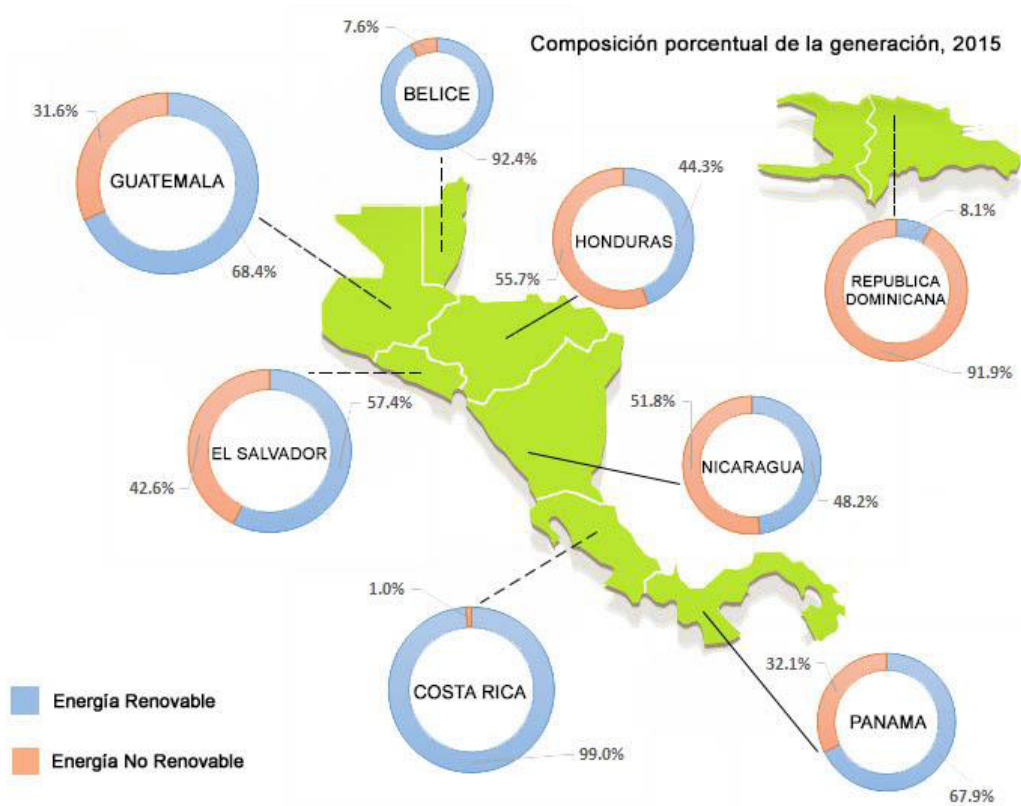 Composición porcentual de la generación, 2015
7.6%
BELICE
92.4%
31.6%
GUATEMALA
68.4%
44.3%
HONDURAS
55.7%
8.1%
REPUBLICA
DOMINICANA
91.9%
57.4%
EL SALVADOR
42.6%
51.8%
NICARAGUA
48.2%
1.0%
COSTA RICA
99.0%
32.1%
PANAMA
67.9%
Energía Renovable
Energía No Renovable